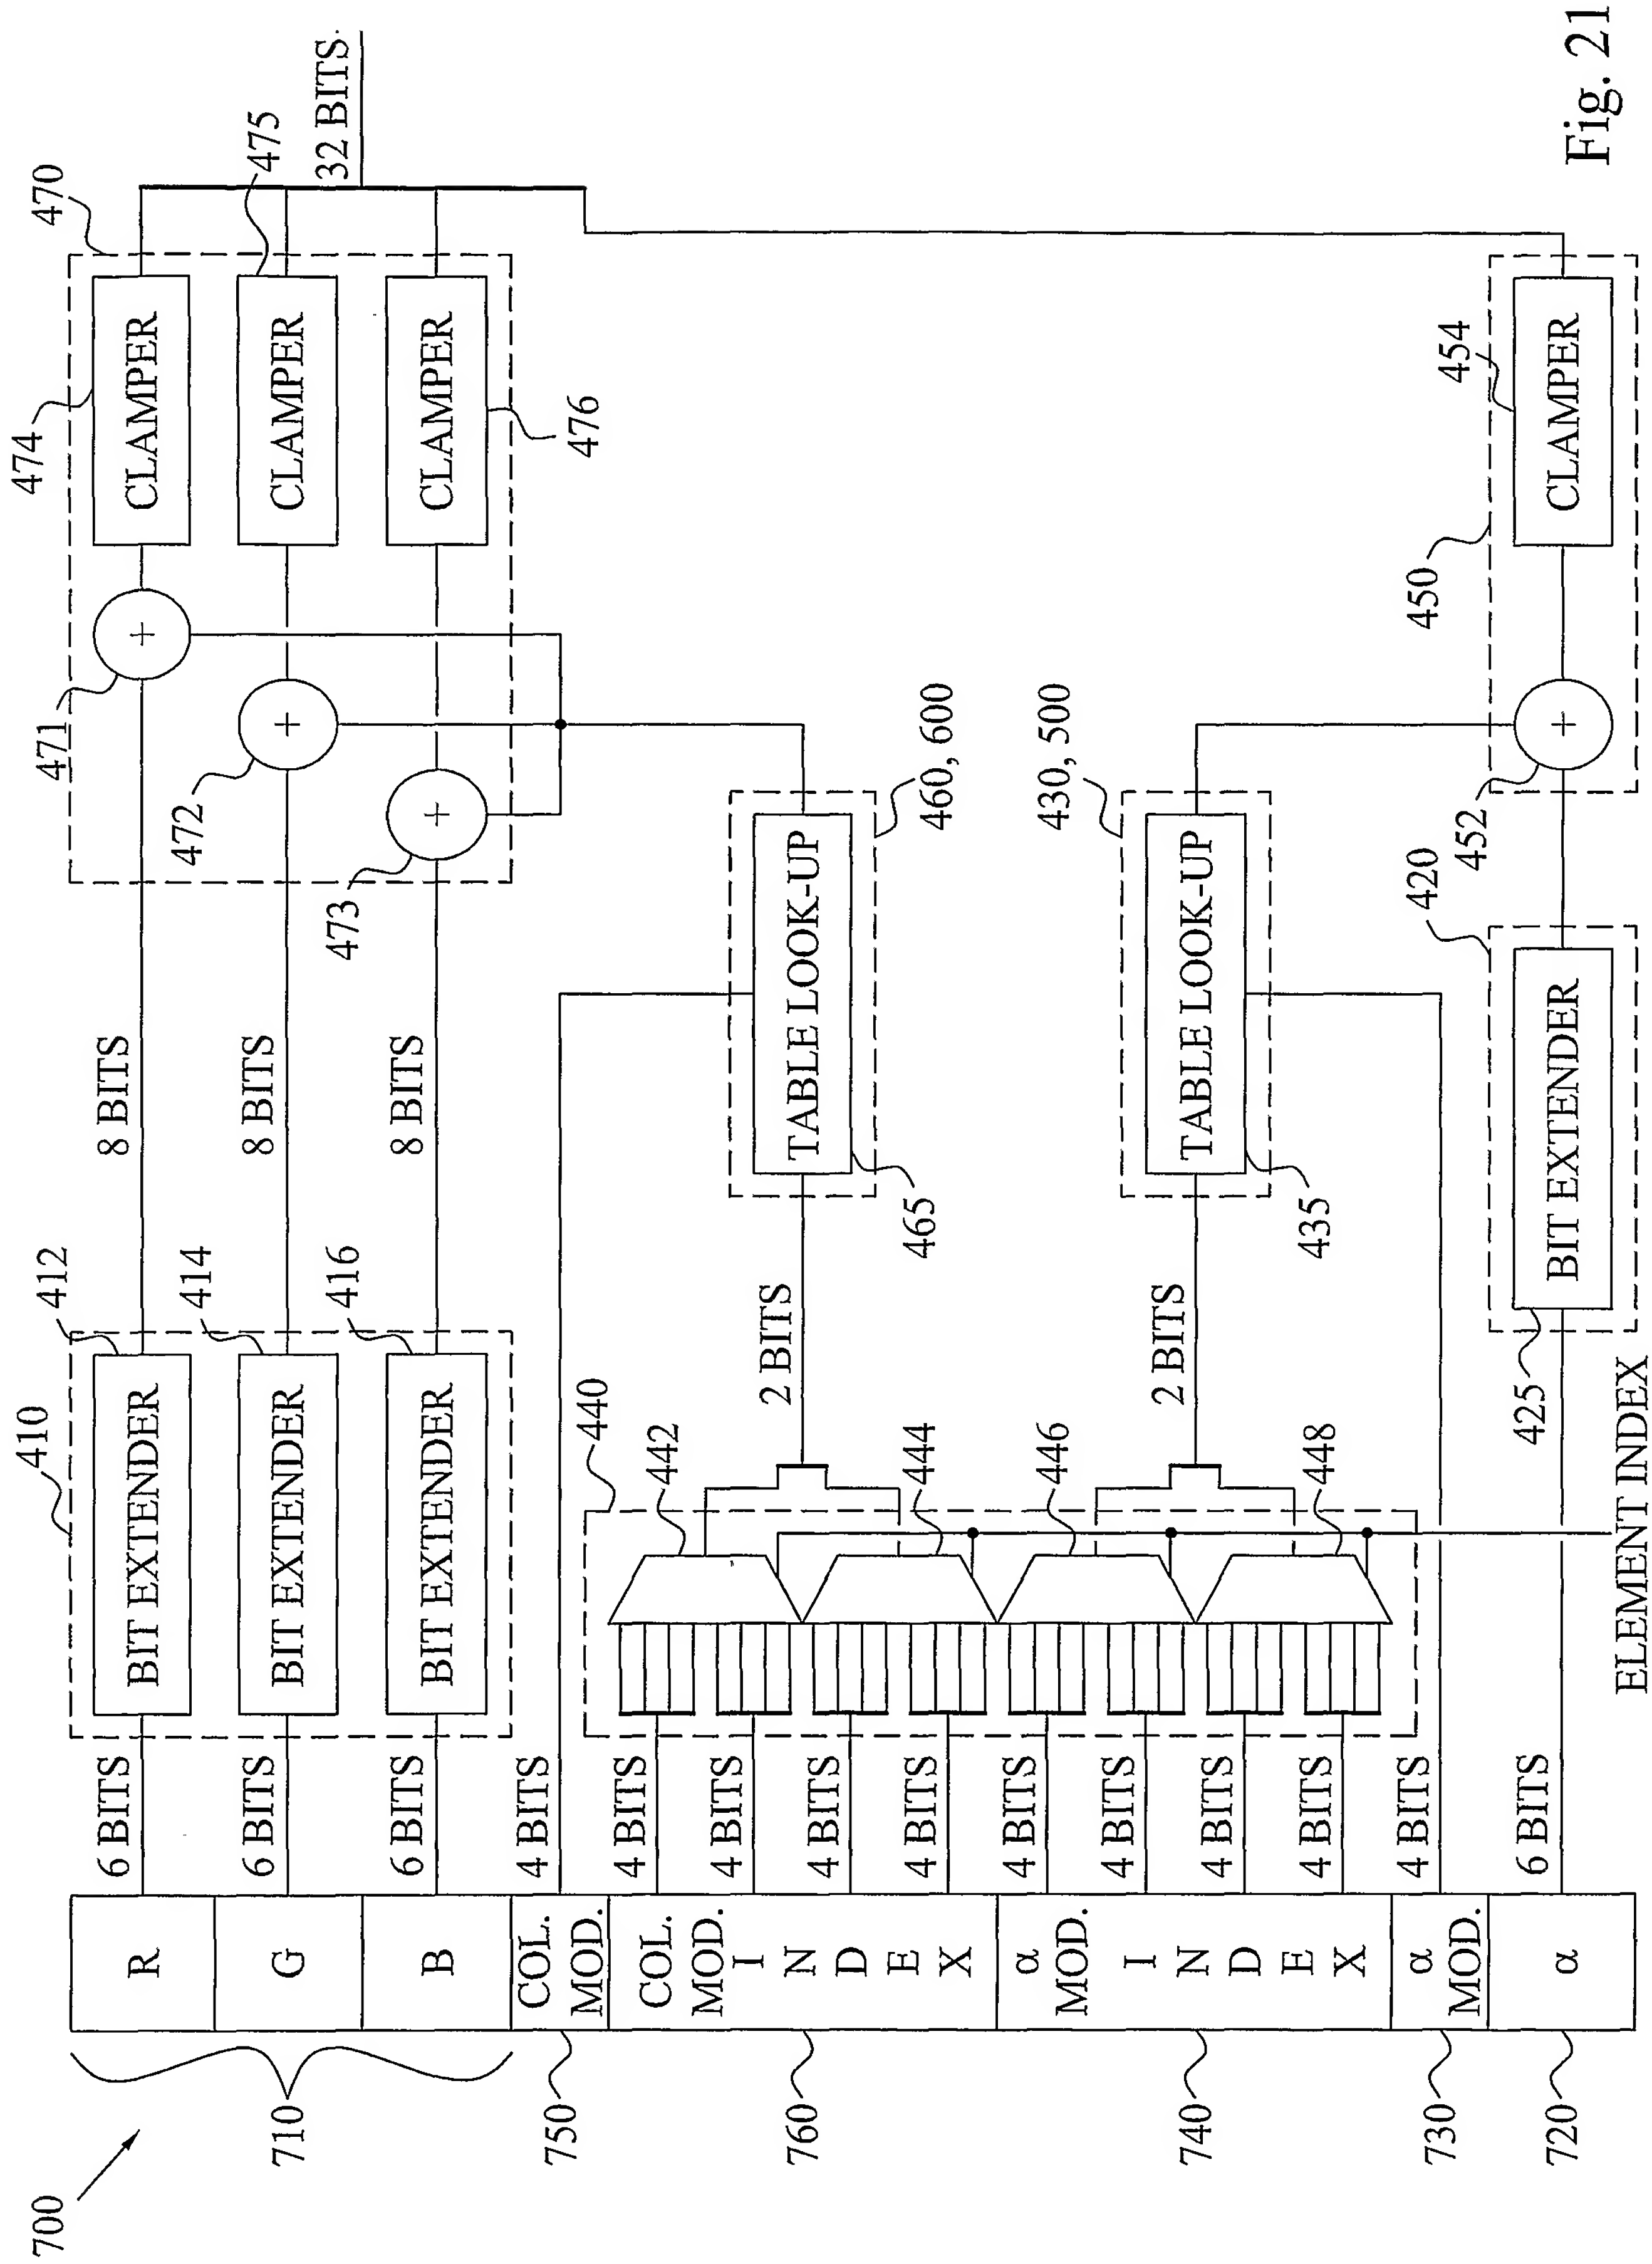 700
710
R
G
B
COL.
MOD.
750
COL.
MOD.
I
N
D
E
X
760
α
MOD.
I
N
D
E
X
740
α
MOD.
730
α
720
6 BITS
6 BITS
6 BITS
4 BITS
4 BITS
4 BITS
4 BITS
4 BITS
4 BITS
4 BITS
4 BITS
4 BITS
4 BITS
6 BITS
410
412
BIT EXTENDER
414
BIT EXTENDER
416
BIT EXTENDER
8 BITS
8 BITS
8 BITS
440
442
444
446
448
ELEMENT INDEX
2 BITS
2 BITS
465
TABLE LOOK-UP
460, 600
435
TABLE LOOK-UP
430, 500
425
BIT EXTENDER
420
471
+
472
+
473
+
470
474
CLAMPER
475
CLAMPER
476
CLAMPER
32 BITS
452
+
450
454
CLAMPER
Fig. 21